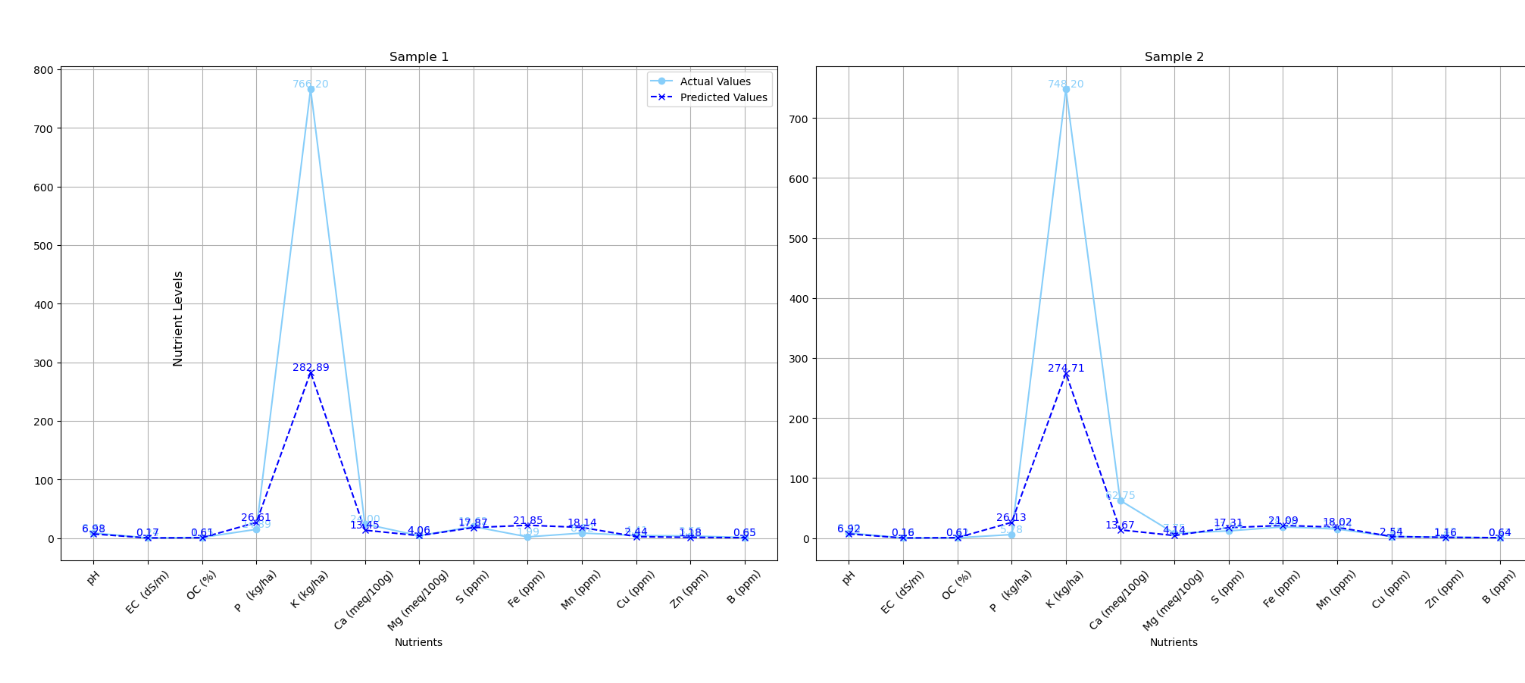 Sample 1
Actual Values
Predicted Values
800
700
600
500
400
300
200
100
0
Nutrient Levels
766.20
282.89
6.98
0.17
0.61
26.61
13.45
4.06
17.87
21.85
18.14
2.44
1.18
0.65
pH
EC (dS/m)
OC (%)
P (kg/ha)
K (kg/ha)
Ca (meq/100g)
Mg (meq/100g)
S (ppm)
Fe (ppm)
Mn (ppm)
Cu (ppm)
Zn (ppm)
B (ppm)
Nutrients
Sample 2
700
600
500
400
300
200
100
0
748.20
274.71
62.75
6.92
0.16
0.61
26.13
13.67
4.14
17.31
21.09
18.02
2.54
1.16
0.64
pH
EC (dS/m)
OC (%)
P (kg/ha)
K (kg/ha)
Ca (meq/100g)
Mg (meq/100g)
S (ppm)
Fe (ppm)
Mn (ppm)
Cu (ppm)
Zn (ppm)
B (ppm)
Nutrients